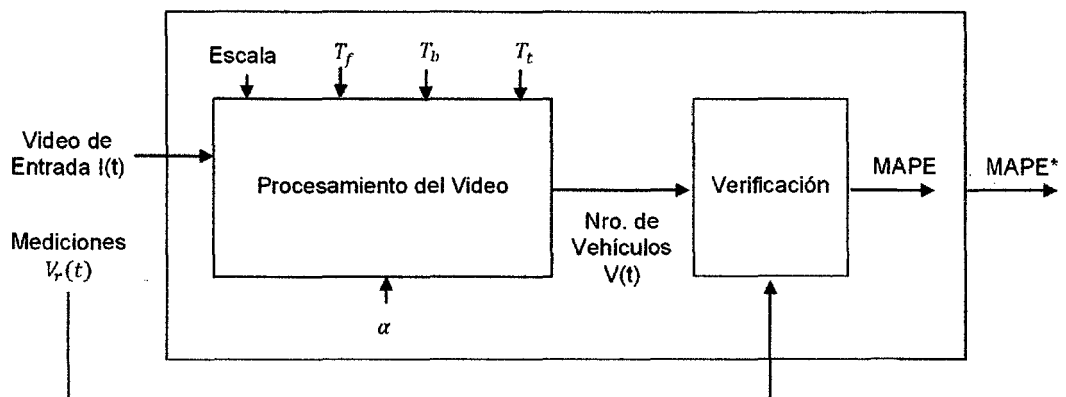 Escala
T_f
T_b
T_t
Video de
Entrada I(t)
Procesamiento del Video
Verificación
MAPE
MAPE*
Nro. de
Vehículos
V(t)
Mediciones
V_r(t)
α